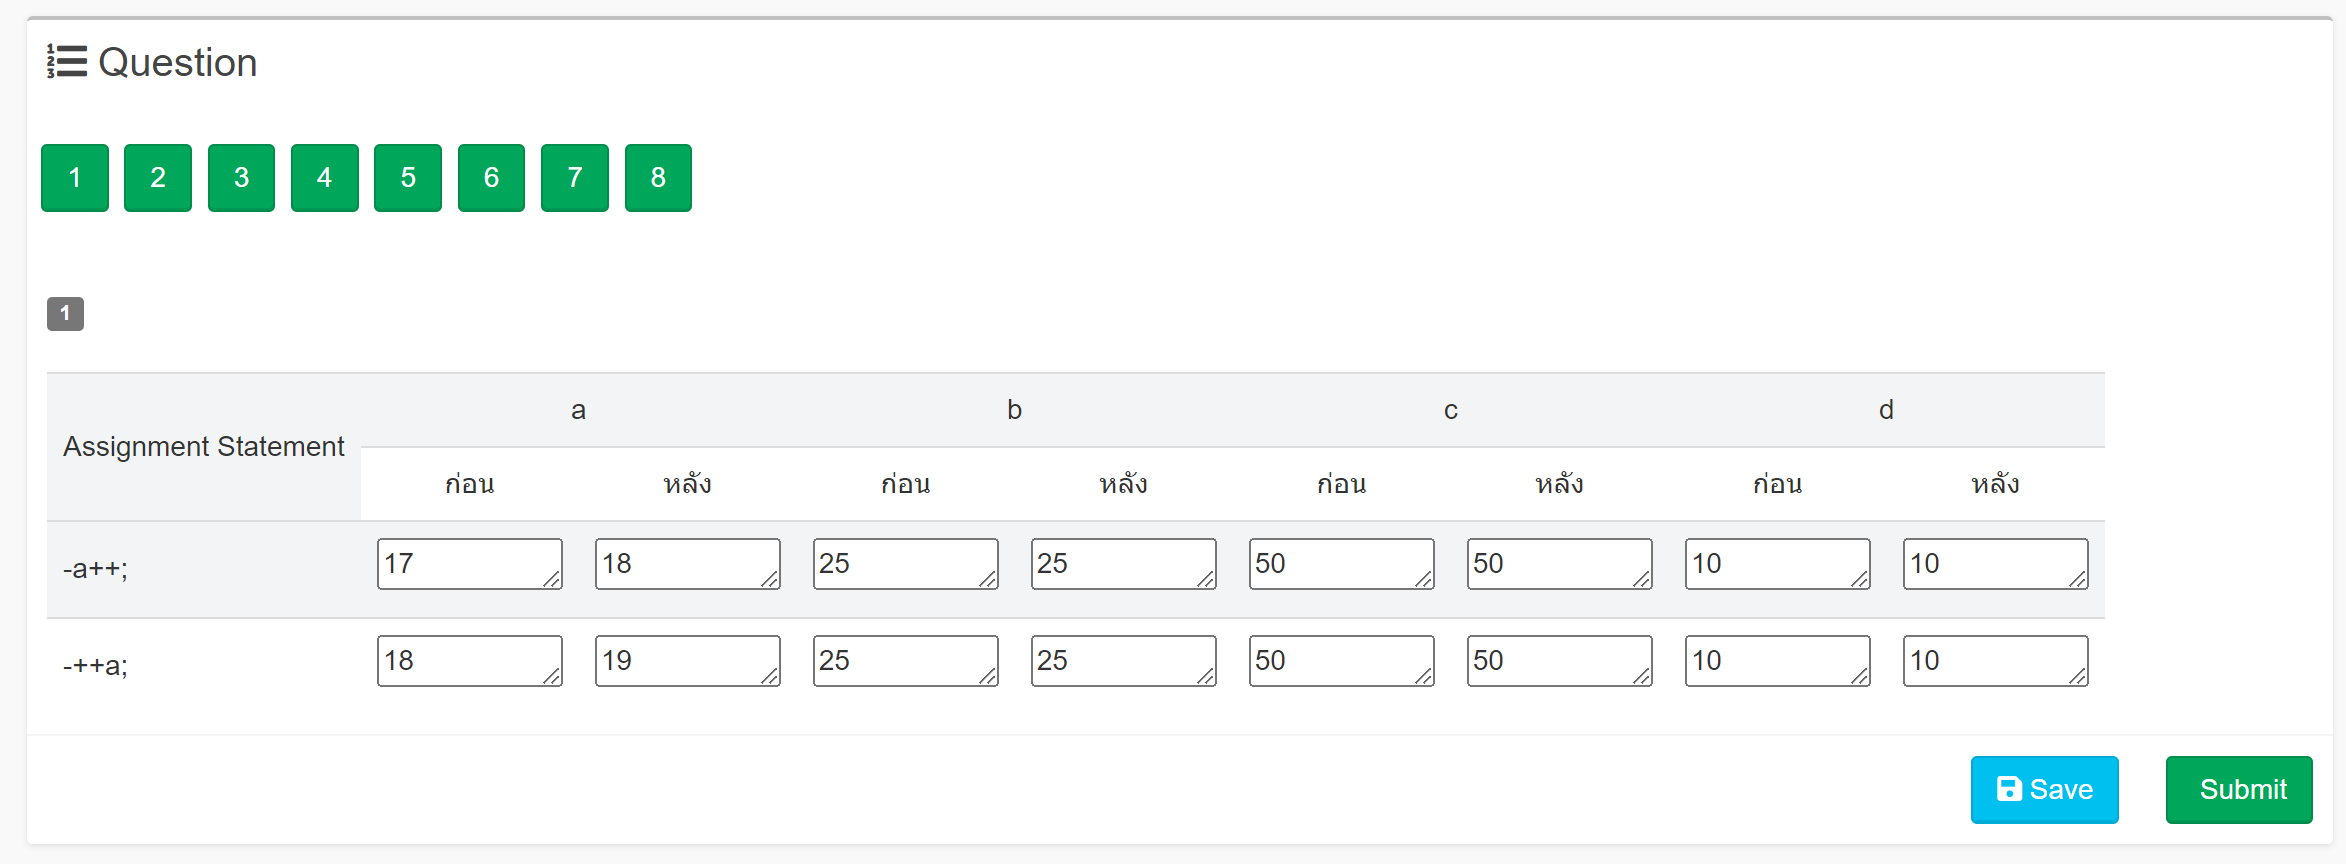 Question
1 2 3 4 5 6 7 8
1
Assignment Statement a b c d
ก่อน หลัง ก่อน หลัง ก่อน หลัง ก่อน หลัง
-a++; 17 18 25 25 50 50 10 10
-++a; 18 19 25 25 50 50 10 10
Save Submit